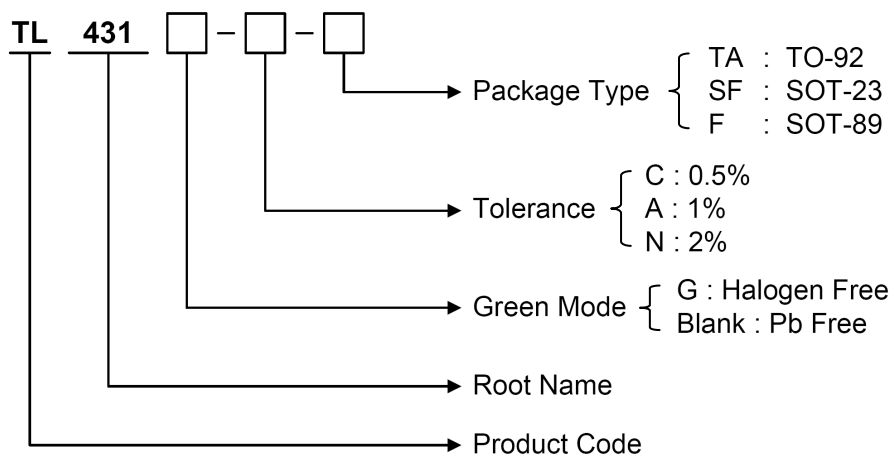 TL 431 – –
Package Type
TA : TO-92
SF : SOT-23
F : SOT-89
Tolerance
C : 0.5%
A : 1%
N : 2%
Green Mode
G : Halogen Free
Blank : Pb Free
Root Name
Product Code